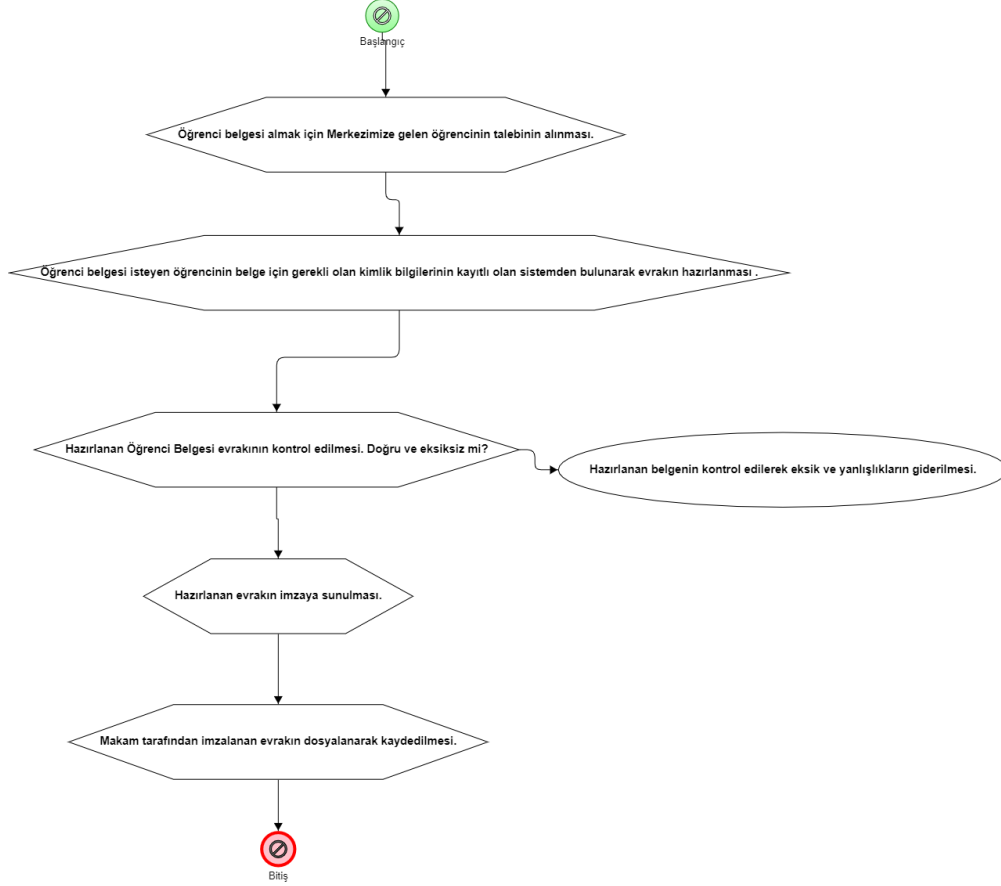 Başlangıç
Öğrenci belgesi almak için Merkezimize gelen öğrencinin talebinin alınması.
Öğrenci belgesi isteyen öğrencinin belge için gerekli olan kimlik bilgilerinin kayıtlı olan sistemden bulunarak evrakın hazırlanması .
Hazırlanan Öğrenci Belgesi evrakının kontrol edilmesi. Doğru ve eksiksiz mi?
Hazırlanan belgenin kontrol edilerek eksik ve yanlışlıkların giderilmesi.
Hazırlanan evrakın imzaya sunulması.
Makam tarafından imzalanan evrakın dosyalanarak kaydedilmesi.
Bitiş